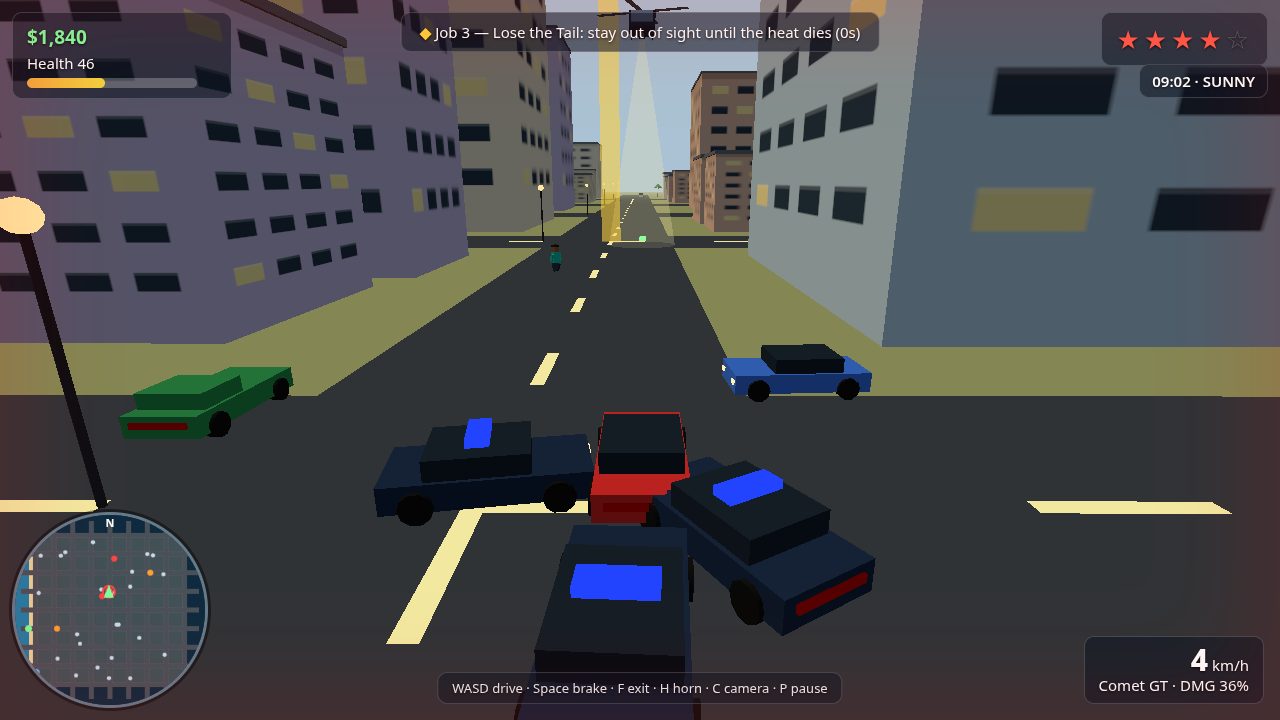 $1,840
Health 46
◆ Job 3 — Lose the Tail: stay out of sight until the heat dies (0s)
★★★★☆
09:02 · SUNNY
N
WASD drive · Space brake · F exit · H horn · C camera · P pause
4 km/h
Comet GT · DMG 36%